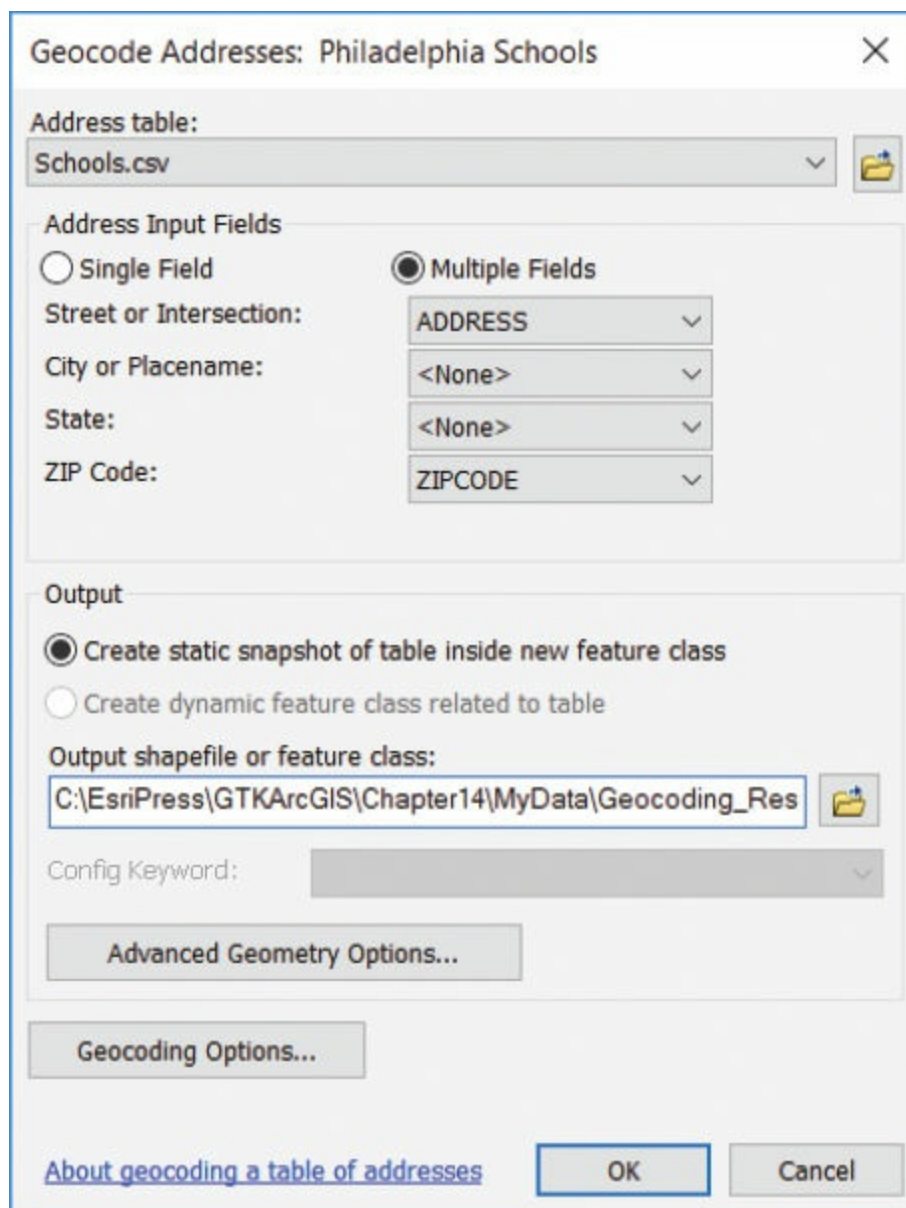 Geocode Addresses: Philadelphia Schools
Address table:
Schools.csv
Address Input Fields
Single Field
Multiple Fields
Street or Intersection:
ADDRESS
City or Placename:
<None>
State:
<None>
ZIP Code:
ZIPCODE
Output
Create static snapshot of table inside new feature class
Create dynamic feature class related to table
Output shapefile or feature class:
C:\EsriPress\GTKArcGIS\Chapter14\MyData\Geocoding_Res
Config Keyword:
Advanced Geometry Options...
Geocoding Options...
About geocoding a table of addresses
OK
Cancel